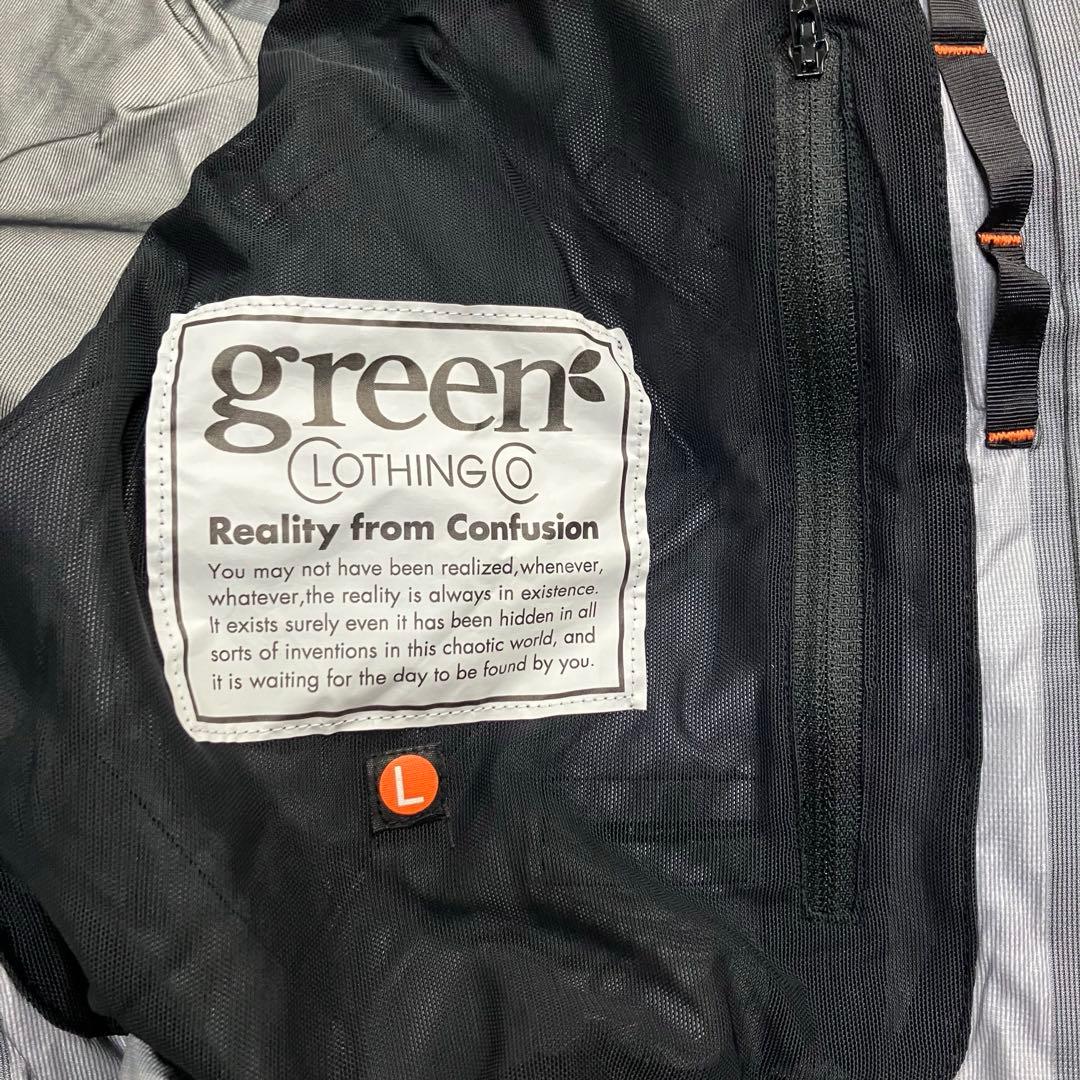 green
CLOTHING CO
Reality from Confusion
You may not have been realized,whenever,
whatever,the reality is always in existence.
It exists surely even it has been hidden in all
sorts of inventions in this chaotic world, and
it is waiting for the day to be found by you.
L